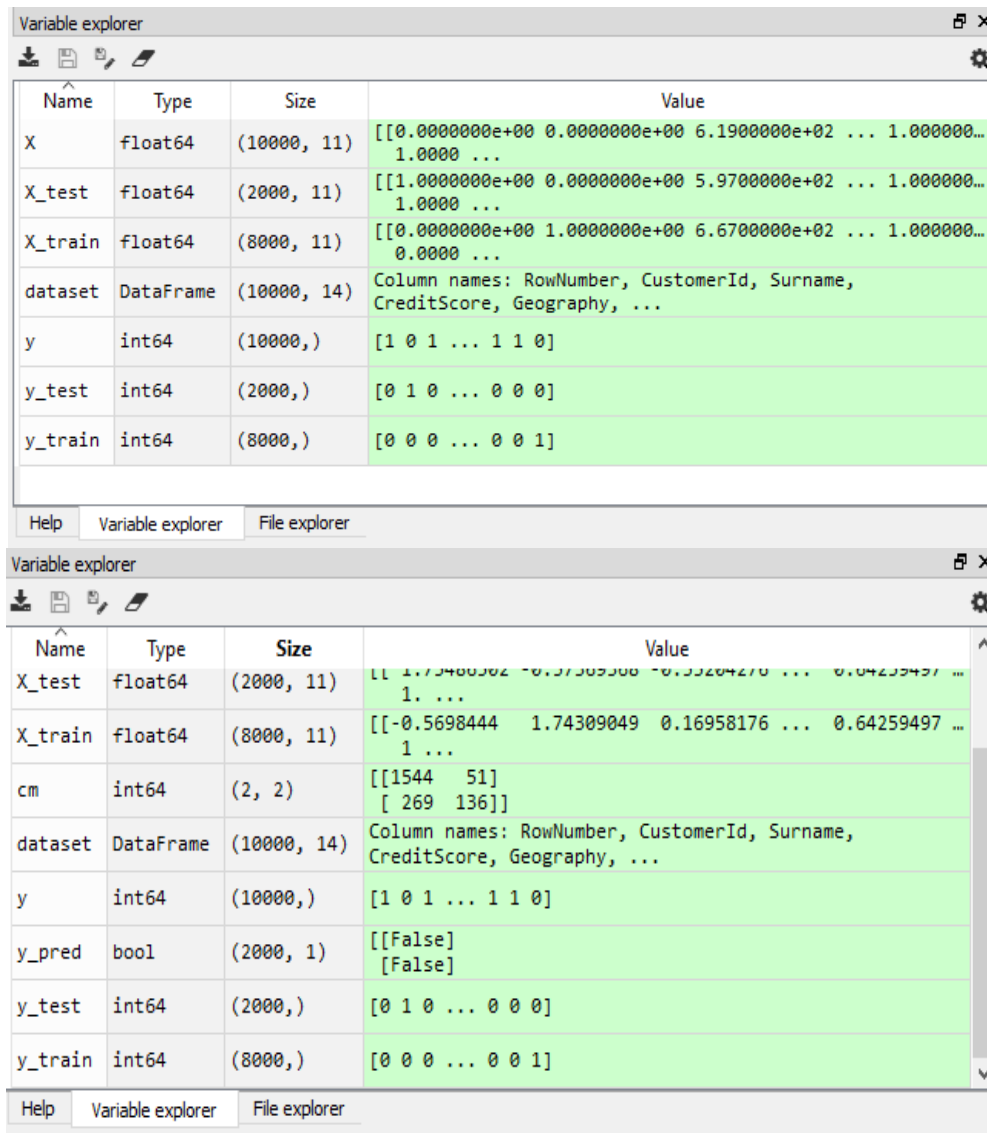 Variable explorer
Name Type Size Value
X float64 (10000, 11) [[0.0000000e+00 0.0000000e+00 6.1900000e+02 ... 1.000000…
1.0000 ...
X_test float64 (2000, 11) [[1.0000000e+00 0.0000000e+00 5.9700000e+02 ... 1.000000…
1.0000 ...
X_train float64 (8000, 11) [[0.0000000e+00 1.0000000e+00 6.6700000e+02 ... 1.000000…
0.0000 ...
dataset DataFrame (10000, 14) Column names: RowNumber, CustomerId, Surname,
CreditScore, Geography, ...
y int64 (10000,) [1 0 1 ... 1 1 0]
y_test int64 (2000,) [0 1 0 ... 0 0 0]
y_train int64 (8000,) [0 0 0 ... 0 0 1]
Help Variable explorer File explorer
Variable explorer
Name Type Size Value
X_test float64 (2000, 11) [[ 1.75486502 -0.57369368 -0.55204276 ... 0.64259497 …
1. ...
X_train float64 (8000, 11) [[-0.5698444 1.74309049 0.16958176 ... 0.64259497 …
1 ...
cm int64 (2, 2) [[1544 51]
[ 269 136]]
dataset DataFrame (10000, 14) Column names: RowNumber, CustomerId, Surname,
CreditScore, Geography, ...
y int64 (10000,) [1 0 1 ... 1 1 0]
y_pred bool (2000, 1) [[False]
[False]
y_test int64 (2000,) [0 1 0 ... 0 0 0]
y_train int64 (8000,) [0 0 0 ... 0 0 1]
Help Variable explorer File explorer